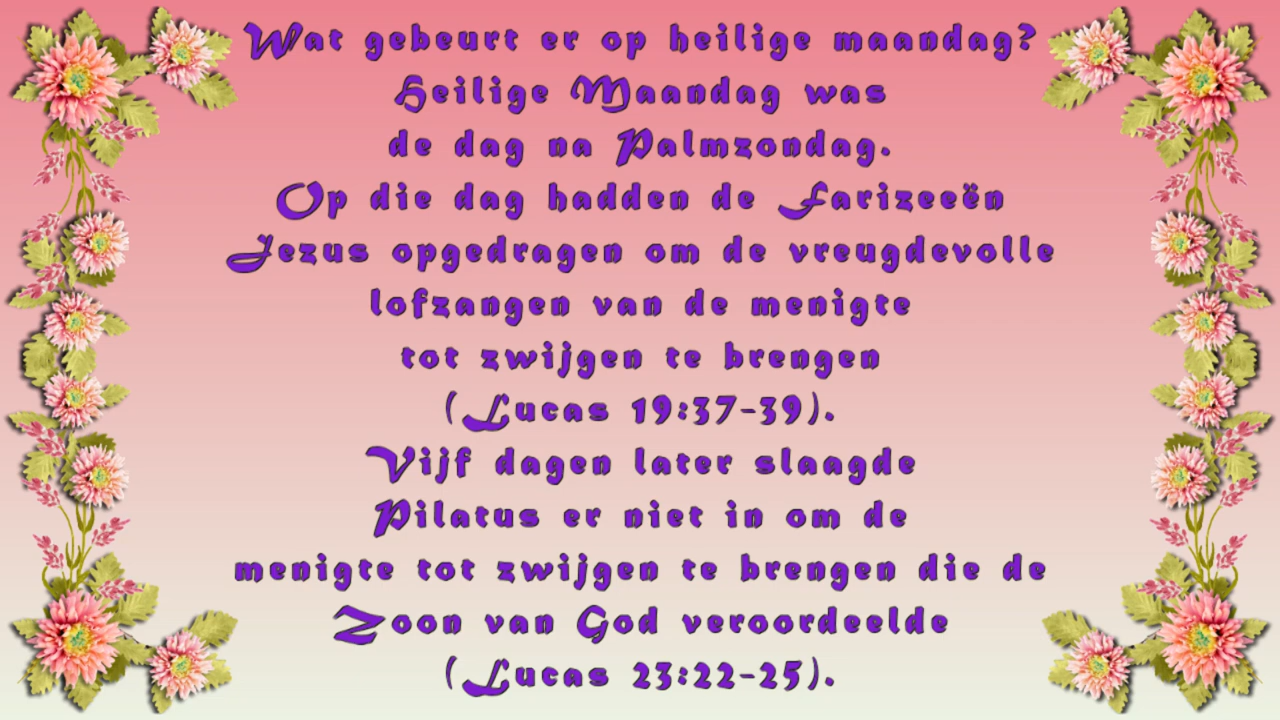 Wat gebeurt er op heilige maandag?
Heilige Maandag was
de dag na Palmzondag.
Op die dag hadden de Farizeeën
Jezus opgedragen om de vreugdevolle
lofzangen van de menigte
tot zwijgen te brengen
(Lucas 19:37-39).
Vijf dagen later slaagde
Pilatus er niet in om de
menigte tot zwijgen te brengen die de
Zoon van God veroordeelde
(Lucas 23:22-25).